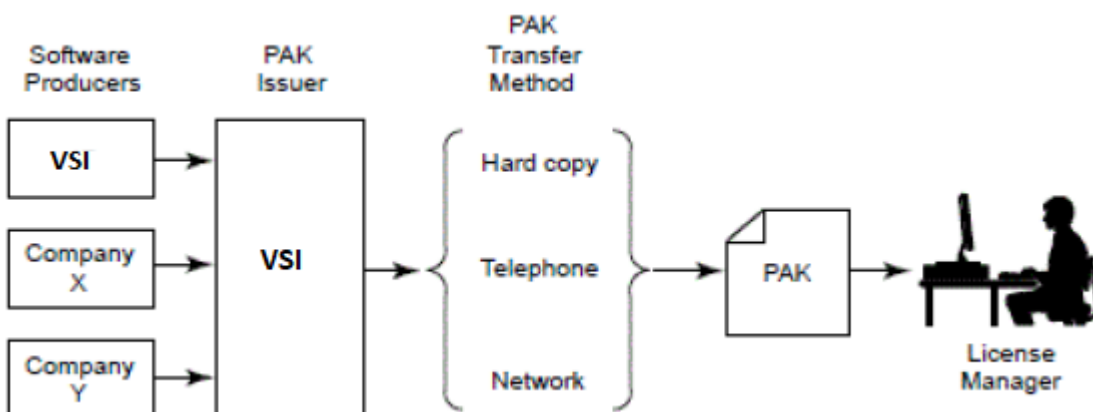 Software
Producers
PAK
Issuer
PAK
Transfer
Method
VSI
Company
X
Company
Y
VSI
Hard copy
Telephone
Network
PAK
License
Manager